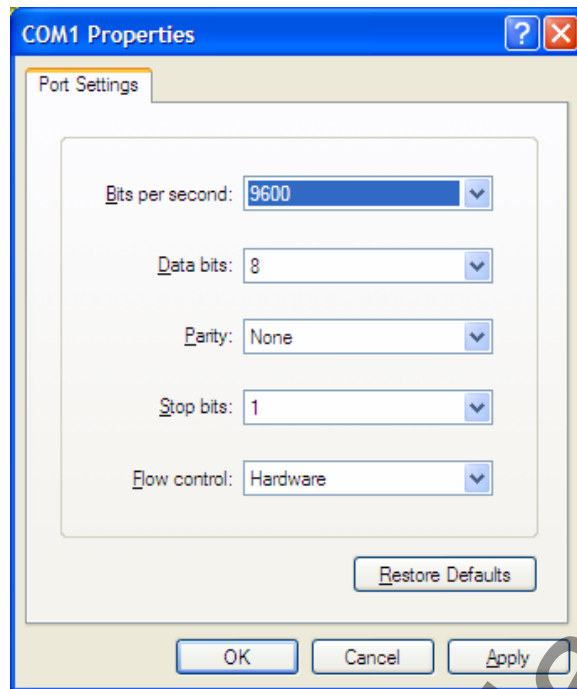 COM1 Properties
Port Settings
Bits per second: 9600
Data bits: 8
Parity: None
Stop bits: 1
Flow control: Hardware
Restore Defaults
OK Cancel Apply